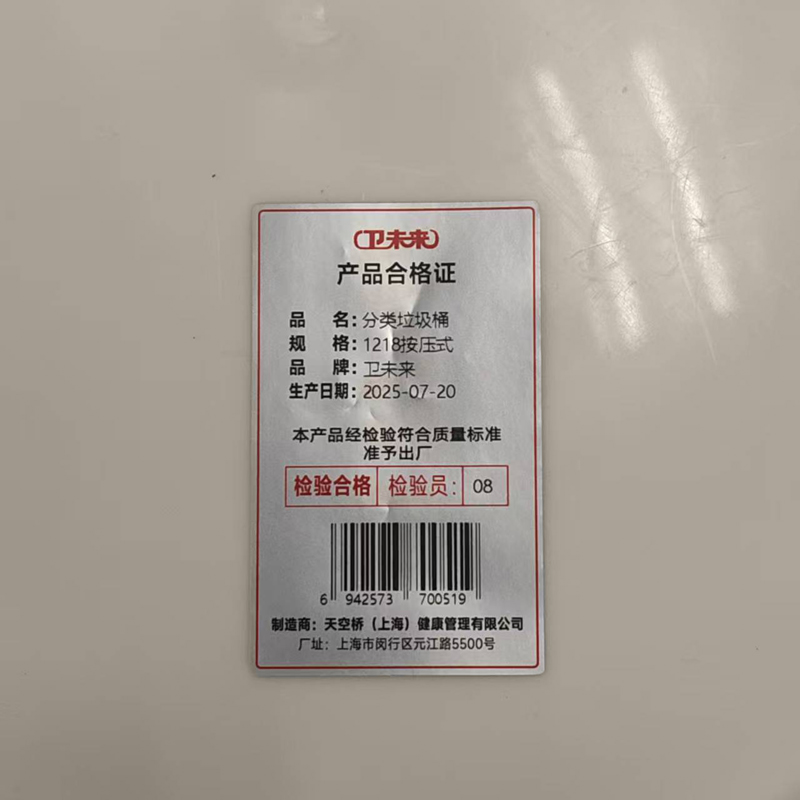 卫未来
产品合格证
品 名：分类垃圾桶
规 格：1218按压式
品 牌：卫未来
生产日期：2025-07-20
本产品经检验符合质量标准
准予出厂
检验合格 检验员： 08
6 942573 700519
制造商：天空桥（上海）健康管理有限公司
厂址：上海市闵行区元江路5500号